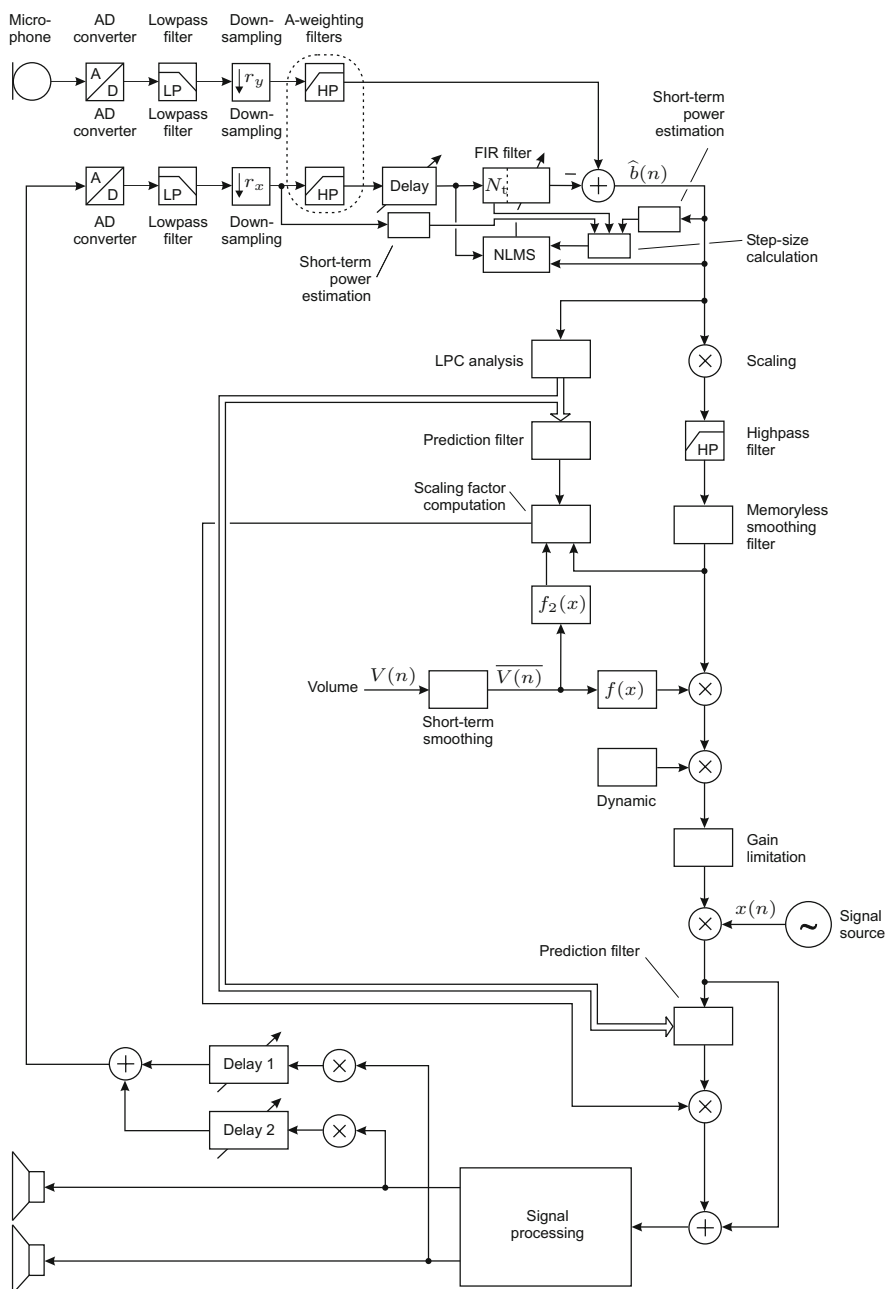 Micro-
phone
AD
converter
Lowpass
filter
Down-
sampling
A-weighting
filters
A
D
LP
↓ r_y
HP
AD
converter
Lowpass
filter
Down-
sampling
Short-term
power
estimation
FIR filter
−
+
b̂(n)
A
D
LP
↓ r_x
HP
Delay
N_t
AD
converter
Lowpass
filter
Down-
sampling
Short-term
power
estimation
NLMS
Step-size
calculation
LPC analysis
×
Scaling
Prediction filter
HP
Highpass
filter
Scaling factor
computation
Memoryless
smoothing
filter
f_2(x)
Volume
V(n)
Short-term
smoothing
\overline{V(n)}
f(x)
×
×
Dynamic
Gain
limitation
×
x(n)
~
Signal
source
Prediction filter
+
Delay 1
×
Delay 2
×
×
Signal
processing
+